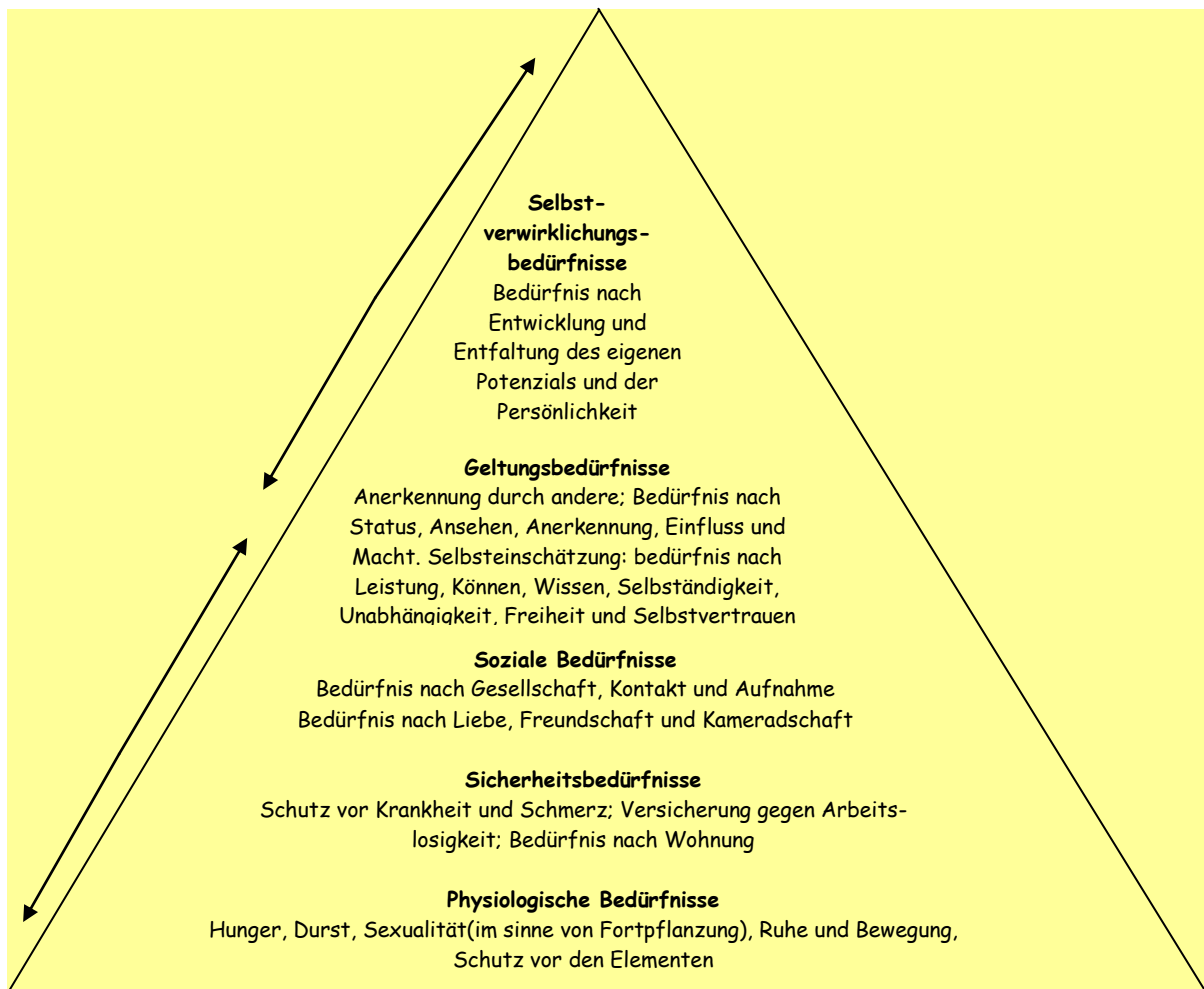 Selbst-
verwirklichungs-
bedürfnisse
Bedürfnis nach
Entwicklung und
Entfaltung des eigenen
Potenzials und der
Persönlichkeit
Geltungsbedürfnisse
Anerkennung durch andere; Bedürfnis nach
Status, Ansehen, Anerkennung, Einfluss und
Macht. Selbsteinschätzung: bedürfnis nach
Leistung, Können, Wissen, Selbständigkeit,
Unabhängigkeit, Freiheit und Selbstvertrauen
Soziale Bedürfnisse
Bedürfnis nach Gesellschaft, Kontakt und Aufnahme
Bedürfnis nach Liebe, Freundschaft und Kameradschaft
Sicherheitsbedürfnisse
Schutz vor Krankheit und Schmerz; Versicherung gegen Arbeits-
losigkeit; Bedürfnis nach Wohnung
Physiologische Bedürfnisse
Hunger, Durst, Sexualität(im sinne von Fortpflanzung), Ruhe und Bewegung,
Schutz vor den Elementen